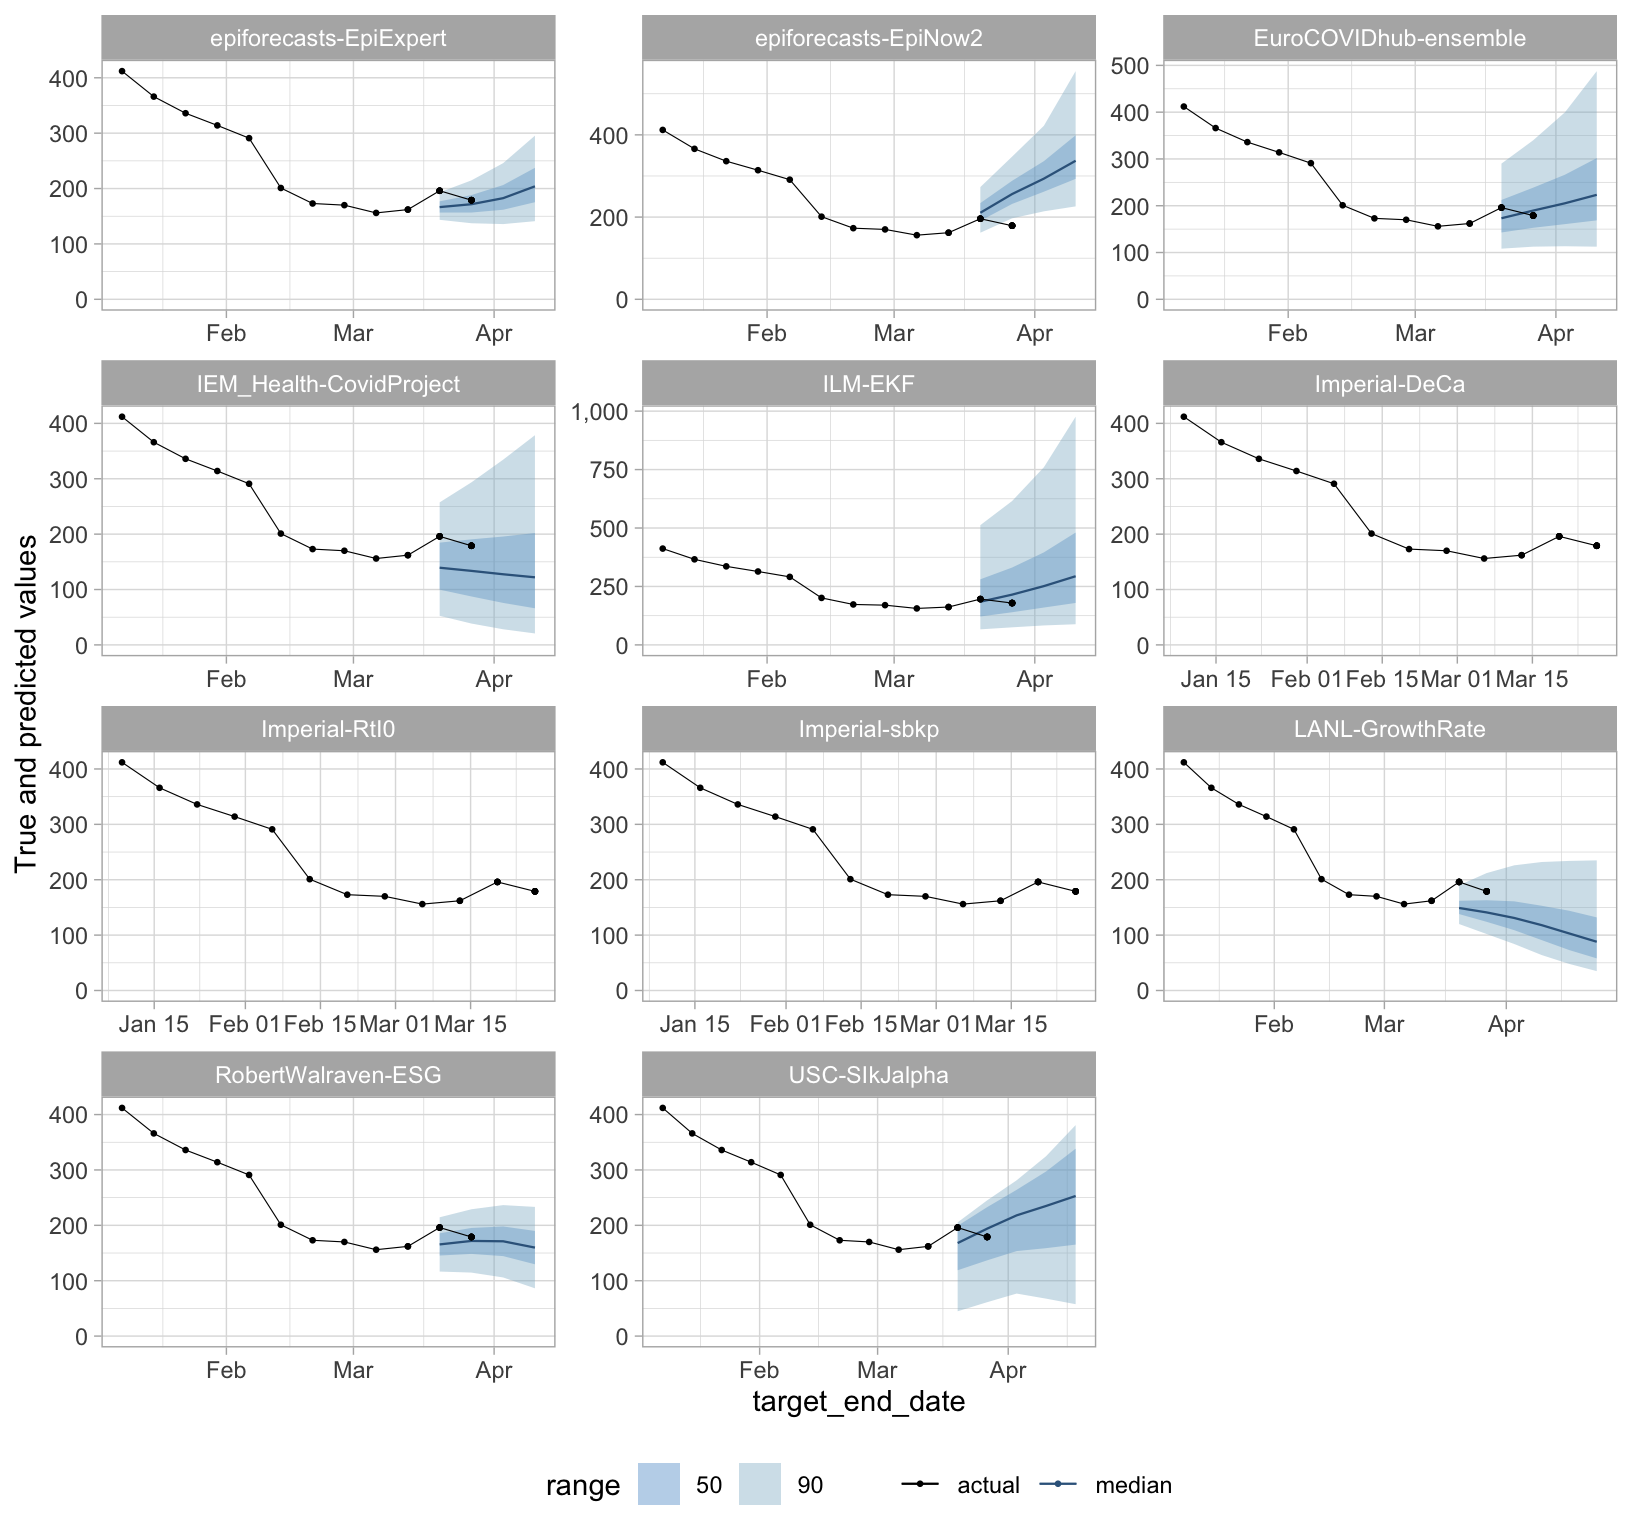 epiforecasts-EpiExpert epiforecasts-EpiNow2 EuroCOVIDhub-ensemble
400 300 200 100 0
400 200 0
500 400 300 200 100 0
Feb Mar Apr Feb Mar Apr Feb Mar Apr
IEM_Health-CovidProject ILM-EKF Imperial-DeCa
400 300 200 100 0
1,000 750 500 250 0
400 300 200 100 0
Feb Mar Apr Feb Mar Apr Jan 15 Feb 01 Feb 15 Mar 01 Mar 15
True and predicted values
Imperial-RtI0 Imperial-sbkp LANL-GrowthRate
400 300 200 100 0
400 300 200 100 0
400 300 200 100 0
Jan 15 Feb 01 Feb 15 Mar 01 Mar 15 Jan 15 Feb 01 Feb 15 Mar 01 Mar 15 Feb Mar Apr
RobertWalraven-ESG USC-SIkJalpha
400 300 200 100 0
400 300 200 100 0
Feb Mar Apr Feb Mar Apr
target_end_date
range 50 90 actual median